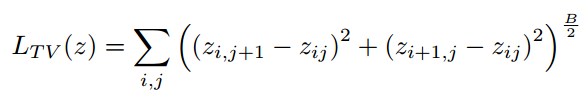 L_{TV}(z) = \sum_{i,j} \left( (z_{i,j+1} - z_{ij})^2 + (z_{i+1,j} - z_{ij})^2 \right)^{\frac{B}{2}}